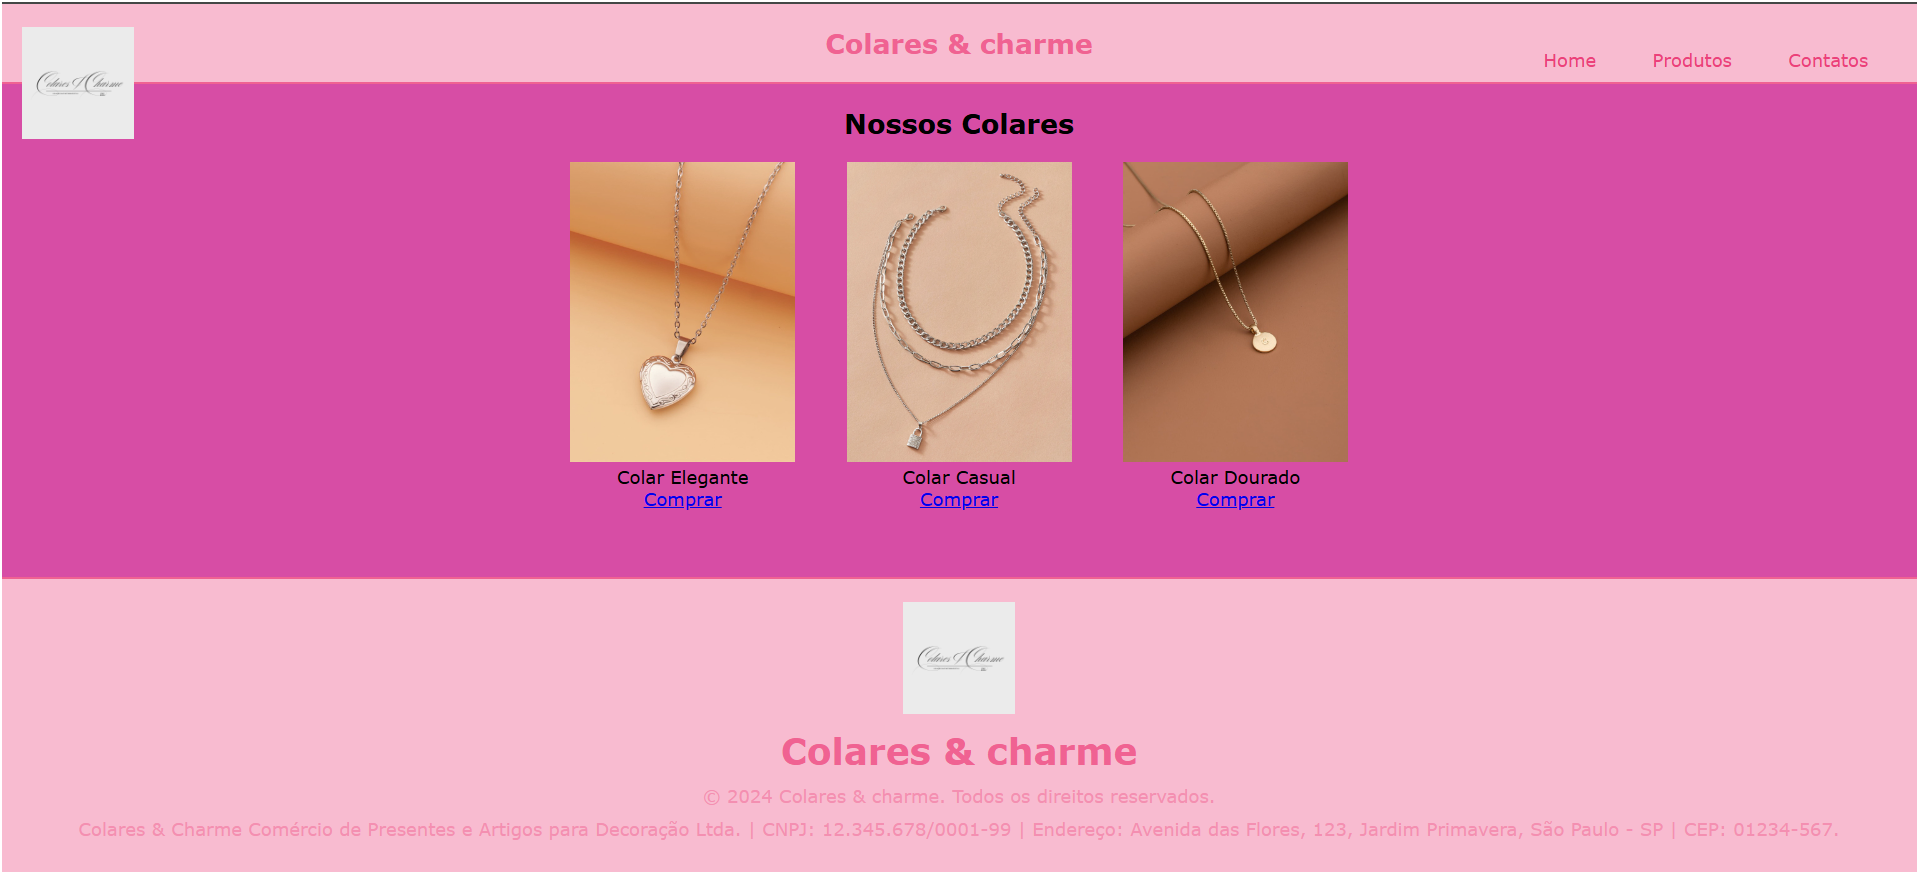 Colares & Charme
Colares & charme
Home Produtos Contatos
Nossos Colares
Colar Elegante Colar Casual Colar Dourado
Comprar Comprar Comprar
Colares & Charme
Colares & charme
© 2024 Colares & charme. Todos os direitos reservados.
Colares & Charme Comércio de Presentes e Artigos para Decoração Ltda. | CNPJ: 12.345.678/0001-99 | Endereço: Avenida das Flores, 123, Jardim Primavera, São Paulo - SP | CEP: 01234-567.